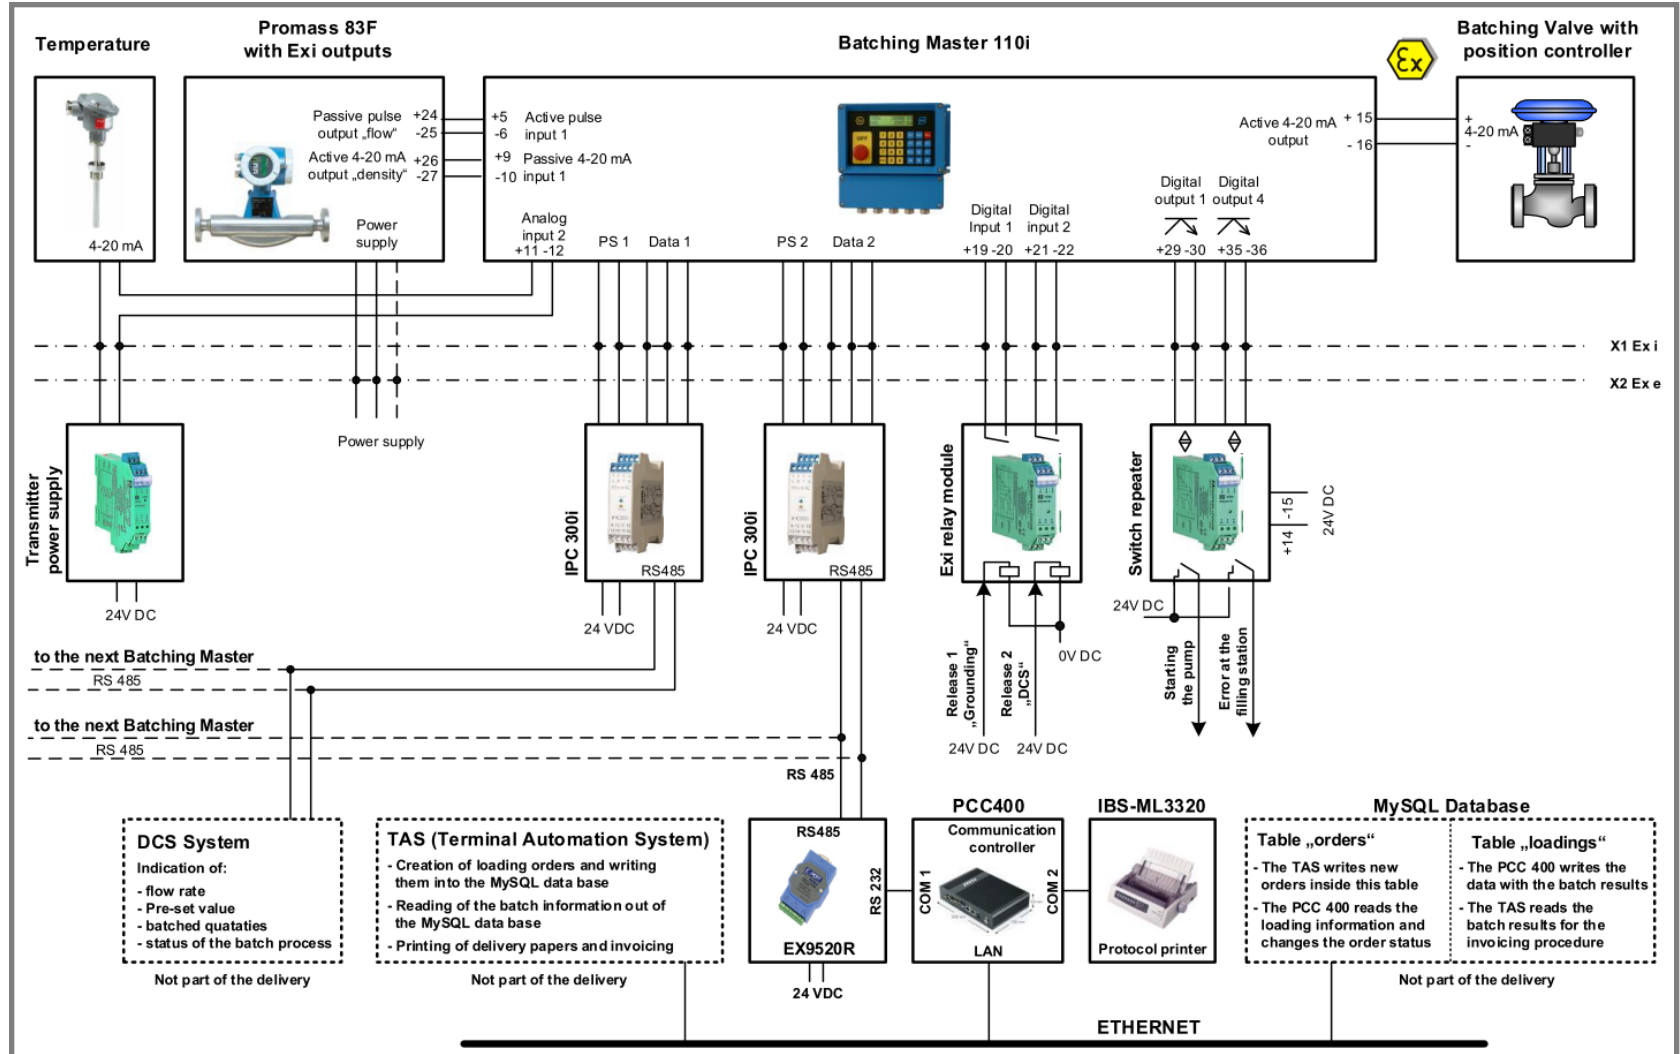 Temperature
Promass 83F
with Exi outputs
Batching Master 110i
Ex
Batching Valve with
position controller
4-20 mA
Passive pulse
output „flow“
+24
-25
Active 4-20 mA
output „density“
+26
-27
Power
supply
+5
-6
Active pulse
input 1
+9
-10
Passive 4-20 mA
input 1
Analog
input 2
+11 -12
PS 1
Data 1
PS 2
Data 2
OFF
Digital
Input 1
+19 -20
Digital
input 2
+21 -22
Digital
output 1
+29 -30
Digital
output 4
+35 -36
Active 4-20 mA
output
+ 15
- 16
+
4-20 mA
-
X1 Ex i
X2 Ex e
Power supply
Transmitter
power supply
24V DC
IPC 300i
RS485
24 VDC
IPC 300i
RS485
24 VDC
Exi relay module
Release 1
„Grounding“
Release 2
„DCS“
0V DC
24V DC
24V DC
Switch repeater
+14
-15
24V DC
24V DC
Starting
the pump
Error at the
filling station
to the next Batching Master
RS 485
to the next Batching Master
RS 485
RS 485
DCS System
Indication of:
- flow rate
- Pre-set value
- batched quataties
- status of the batch process
Not part of the delivery
TAS (Terminal Automation System)
- Creation of loading orders and writing
them into the MySQL data base
- Reading of the batch information out of
the MySQL data base
- Printing of delivery papers and invoicing
Not part of the delivery
RS485
RS 232
EX9520R
24 VDC
PCC400
Communication
controller
COM 1
COM 2
LAN
IBS-ML3320
Protocol printer
MySQL Database
Table „orders“
- The TAS writes new
orders inside this table
- The PCC 400 reads the
loading information and
changes the order status
Table „loadings“
- The PCC 400 writes the
data with the batch results
- The TAS reads the
batch results for the
invoicing procedure
Not part of the delivery
ETHERNET